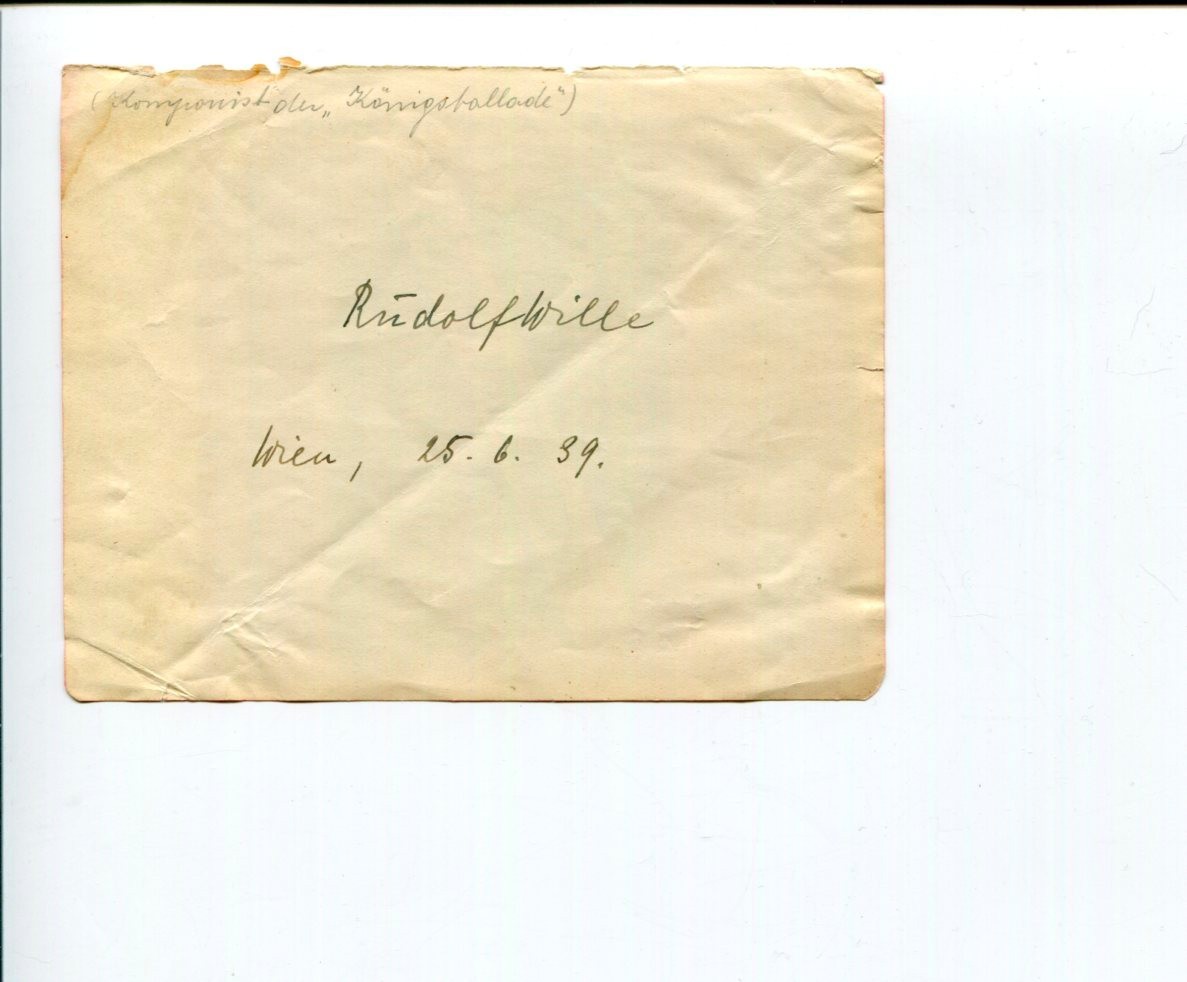 (Komponist der „Königsballade")
Rudolf Wille
Wien, 25. 6. 39.